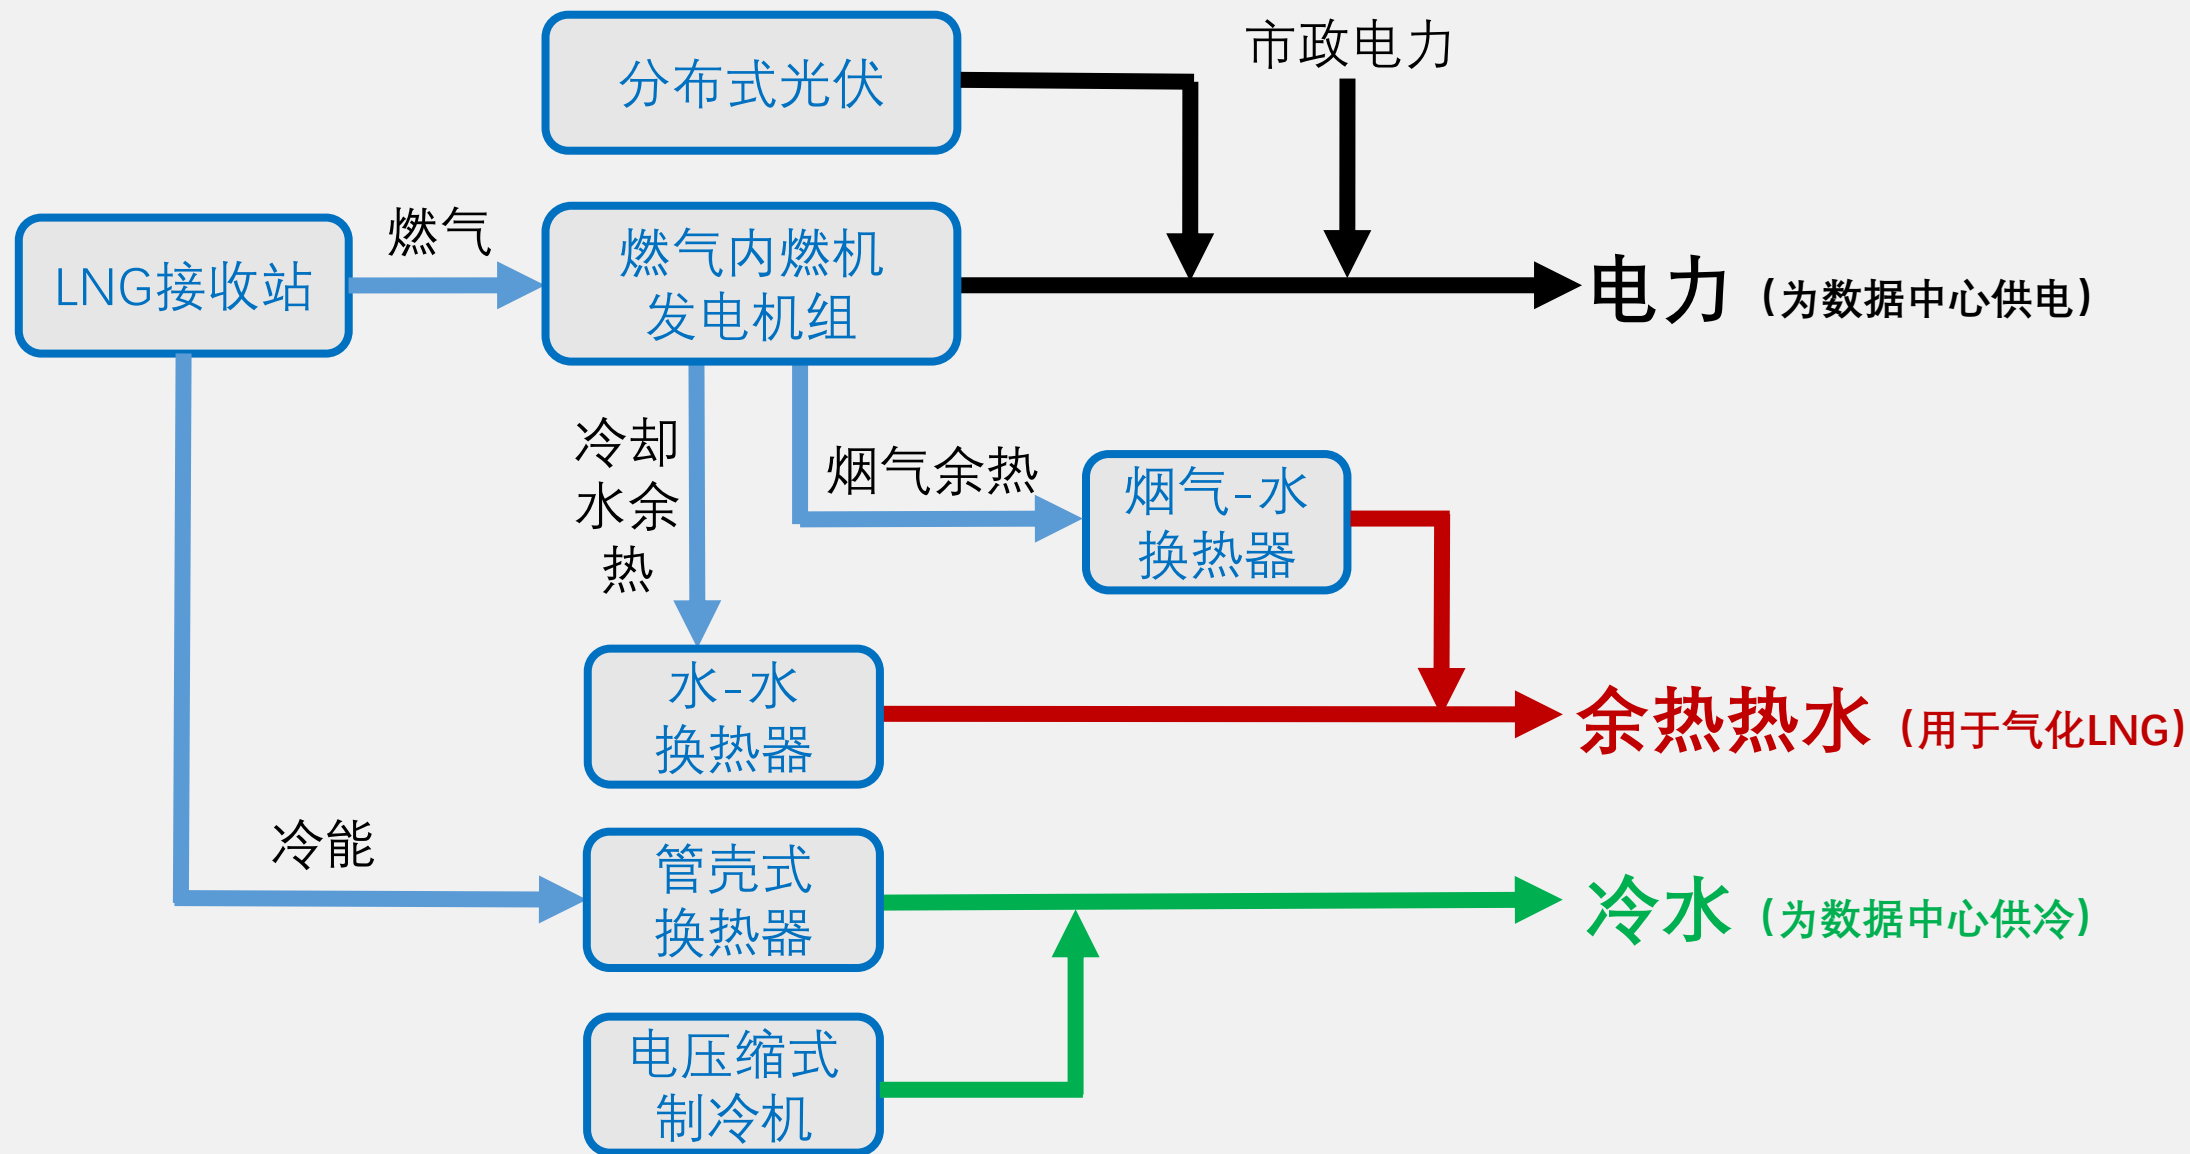 分布式光伏
市政电力
LNG接收站
燃气
燃气内燃机
发电机组
电力（为数据中心供电）
冷却
水余
热
烟气余热
烟气-水
换热器
水-水
换热器
余热热水（用于气化LNG）
冷能
管壳式
换热器
冷水（为数据中心供冷）
电压缩式
制冷机